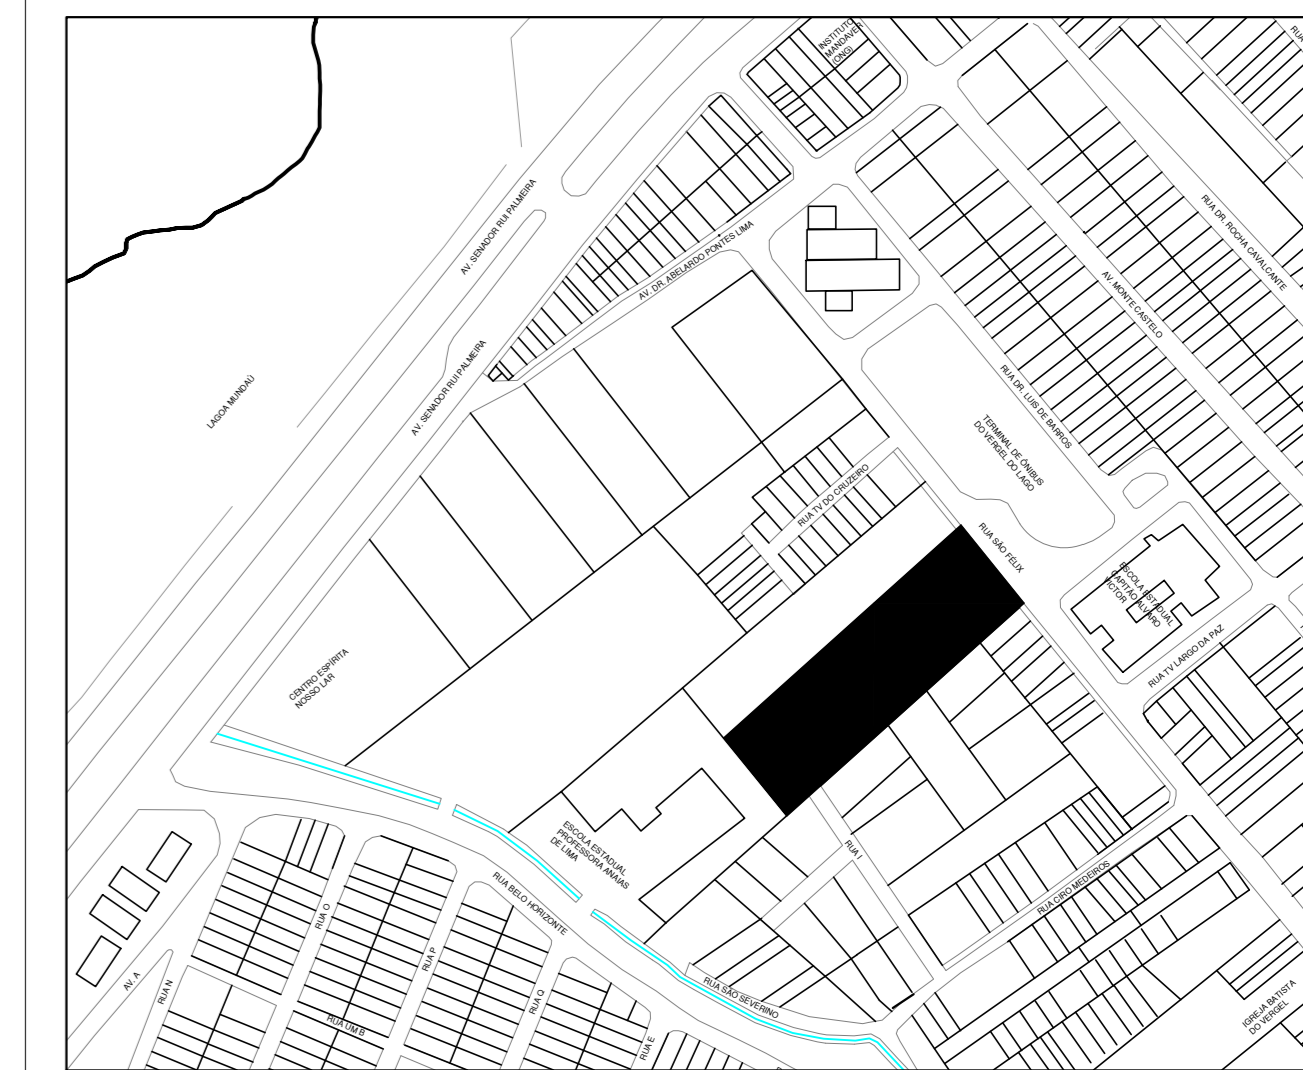 INSTITUTO
MANDAVER
(ONG)
RUA
AV. SENADOR RUI PALMEIRA
RUA DR. ROCHA CAVALCANTE
AV. DR. ABELARDO PONTES LIMA
AV. MONTE CASTELO
AV. SENADOR RUI PALMEIRA
LAGOA MUNDAÚ
RUA DR. LUIS DE BARROS
TERMINAL DE ÔNIBUS
DO VERGEL DO LAGO
RUA TV DO CRUZEIRO
RUA SÃO FÉLIX
ESCOLA ESTADUAL
CAPITÃO ALVARO
VICTOR
RUA TV LARGO DA PAZ
CENTRO ESPÍRITA
NOSSO LAR
ESCOLA ESTADUAL
PROFESSORA ANAIAS
DE LIMA
RUA I
RUA CIRO MEDEIROS
RUA BELO HORIZONTE
RUA O
RUA P
RUA Q
RUA E
AV. A
RUA N
RUA UM B
RUA SÃO SEVERINO
IGREJA BATISTA
DO VERGEL